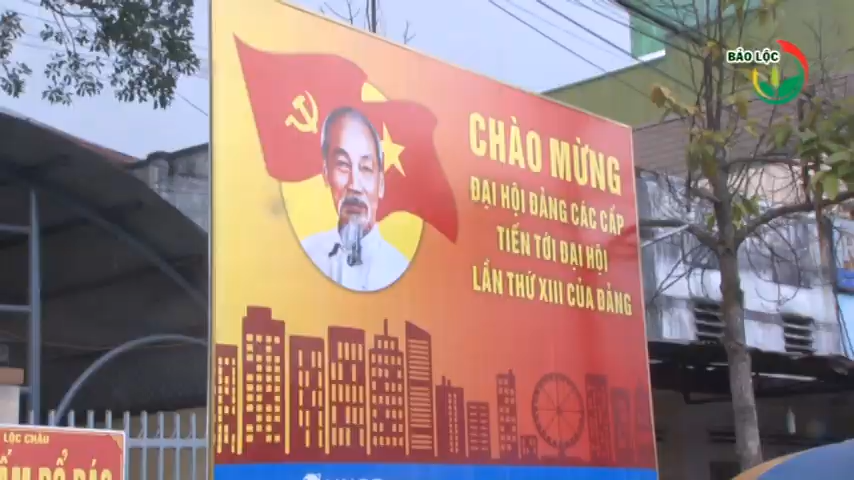 BẢO LỘC
CHÀO MỪNG
ĐẠI HỘI ĐẢNG CÁC CẤP
TIẾN TỚI ĐẠI HỘI
LẦN THỨ XIII CỦA ĐẢNG
LỘC CHÂU